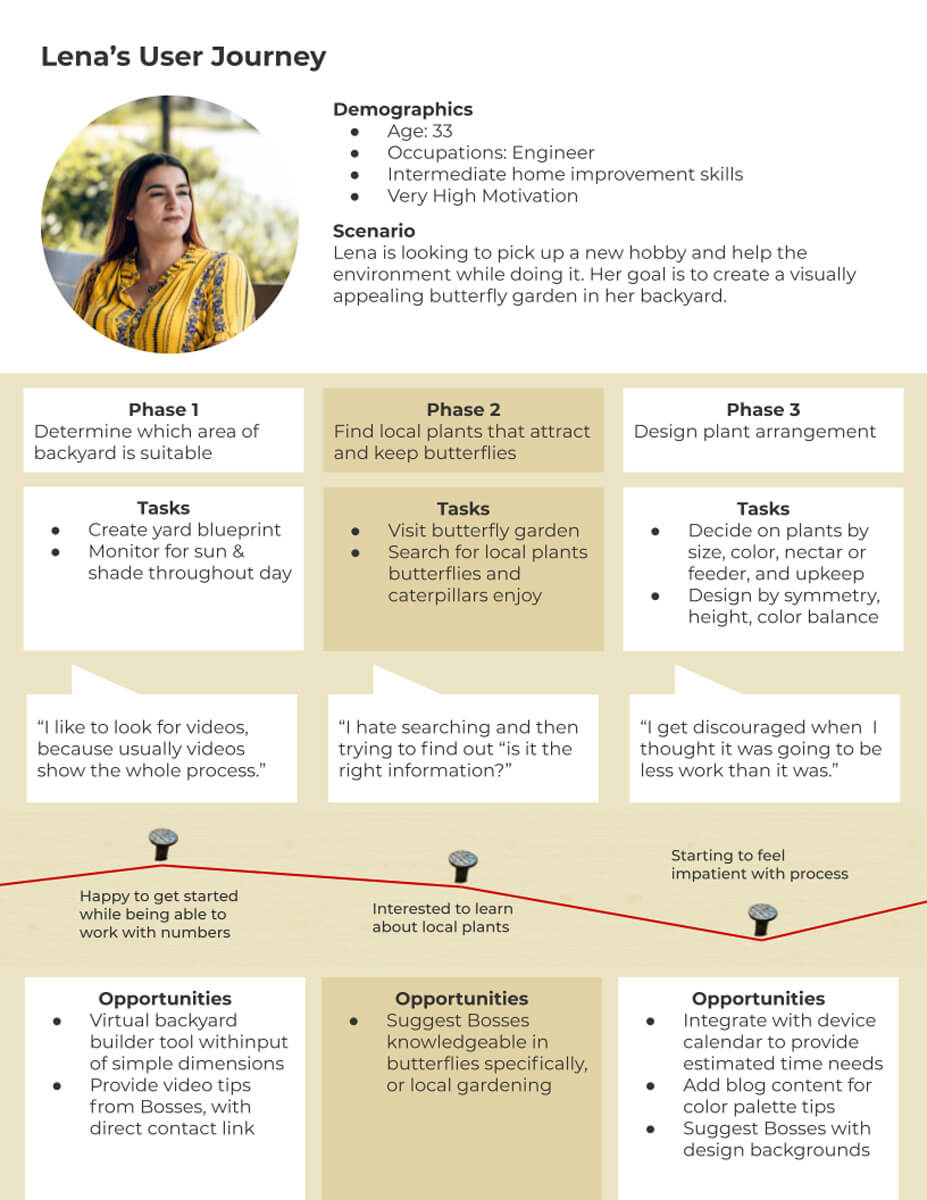 Lena's User Journey
Demographics
● Age: 33
● Occupations: Engineer
● Intermediate home improvement skills
● Very High Motivation
Scenario
Lena is looking to pick up a new hobby and help the
environment while doing it. Her goal is to create a visually
appealing butterfly garden in her backyard.
Phase 1
Determine which area of
backyard is suitable
Phase 2
Find local plants that attract
and keep butterflies
Phase 3
Design plant arrangement
Tasks
● Create yard blueprint
● Monitor for sun &
shade throughout day
Tasks
● Visit butterfly garden
● Search for local plants
butterflies and
caterpillars enjoy
Tasks
● Decide on plants by
size, color, nectar or
feeder, and upkeep
● Design by symmetry,
height, color balance
“I like to look for videos,
because usually videos
show the whole process.”
“I hate searching and then
trying to find out “is it the
right information?”
“I get discouraged when  I
thought it was going to be
less work than it was.”
Happy to get started
while being able to
work with numbers
Interested to learn
about local plants
Starting to feel
impatient with process
Opportunities
● Virtual backyard
builder tool withinput
of simple dimensions
● Provide video tips
from Bosses, with
direct contact link
Opportunities
● Suggest Bosses
knowledgeable in
butterflies specifically,
or local gardening
Opportunities
● Integrate with device
calendar to provide
estimated time needs
● Add blog content for
color palette tips
● Suggest Bosses with
design backgrounds